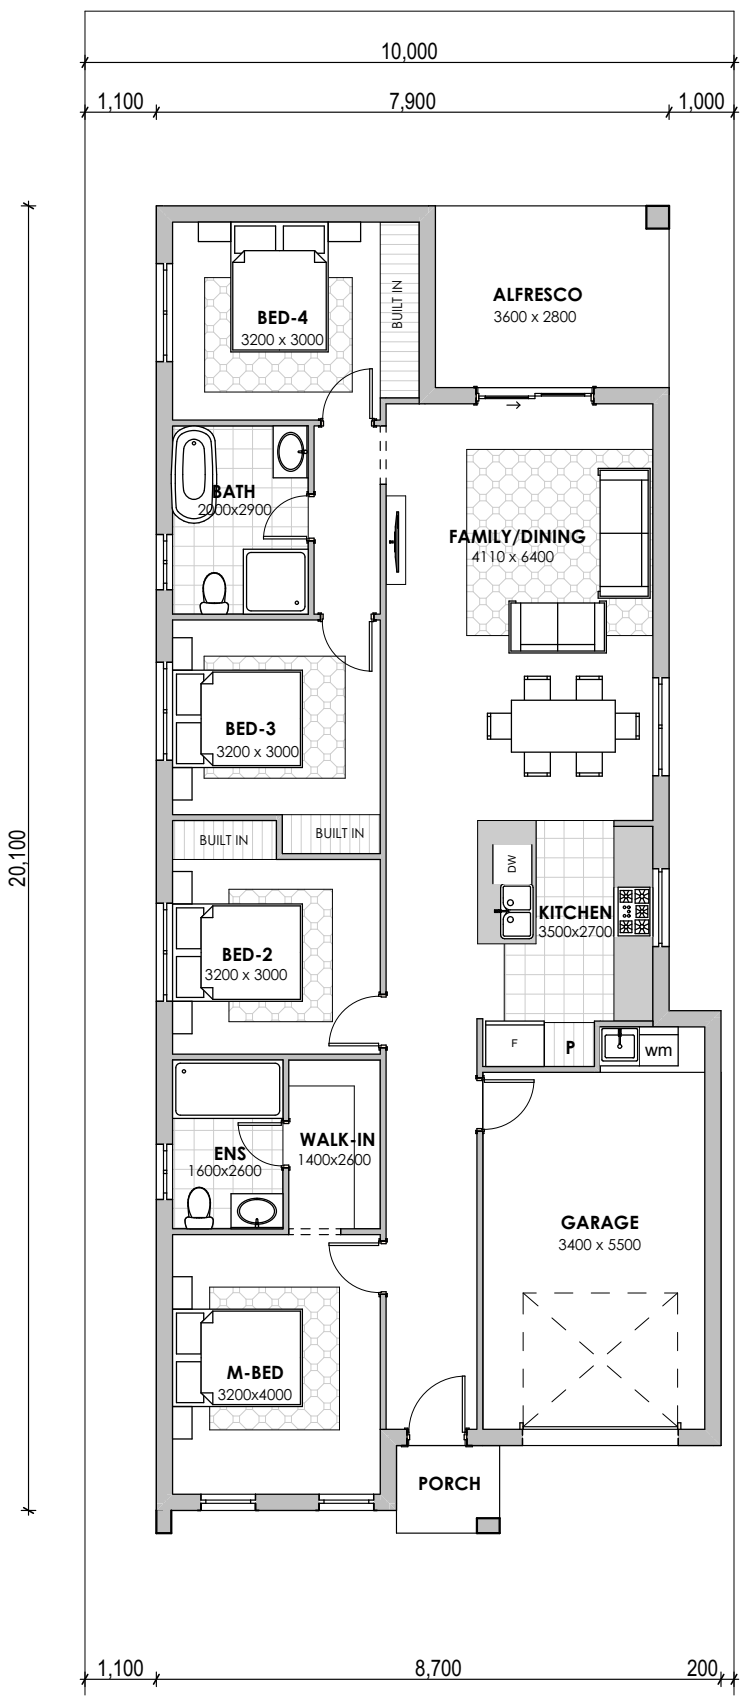 10,000
1,100
7,900
1,000
BUILT IN
BED-4
3200 x 3000
ALFRESCO
3600 x 2800
BATH
2000x2900
FAMILY/DINING
4110 x 6400
BED-3
3200 x 3000
BUILT IN
BUILT IN
20,100
DW
KITCHEN
3500x2700
BED-2
3200 x 3000
F
P
wm
ENS
1600x2600
WALK-IN
1400x2600
GARAGE
3400 x 5500
M-BED
3200x4000
PORCH
1,100
8,700
200